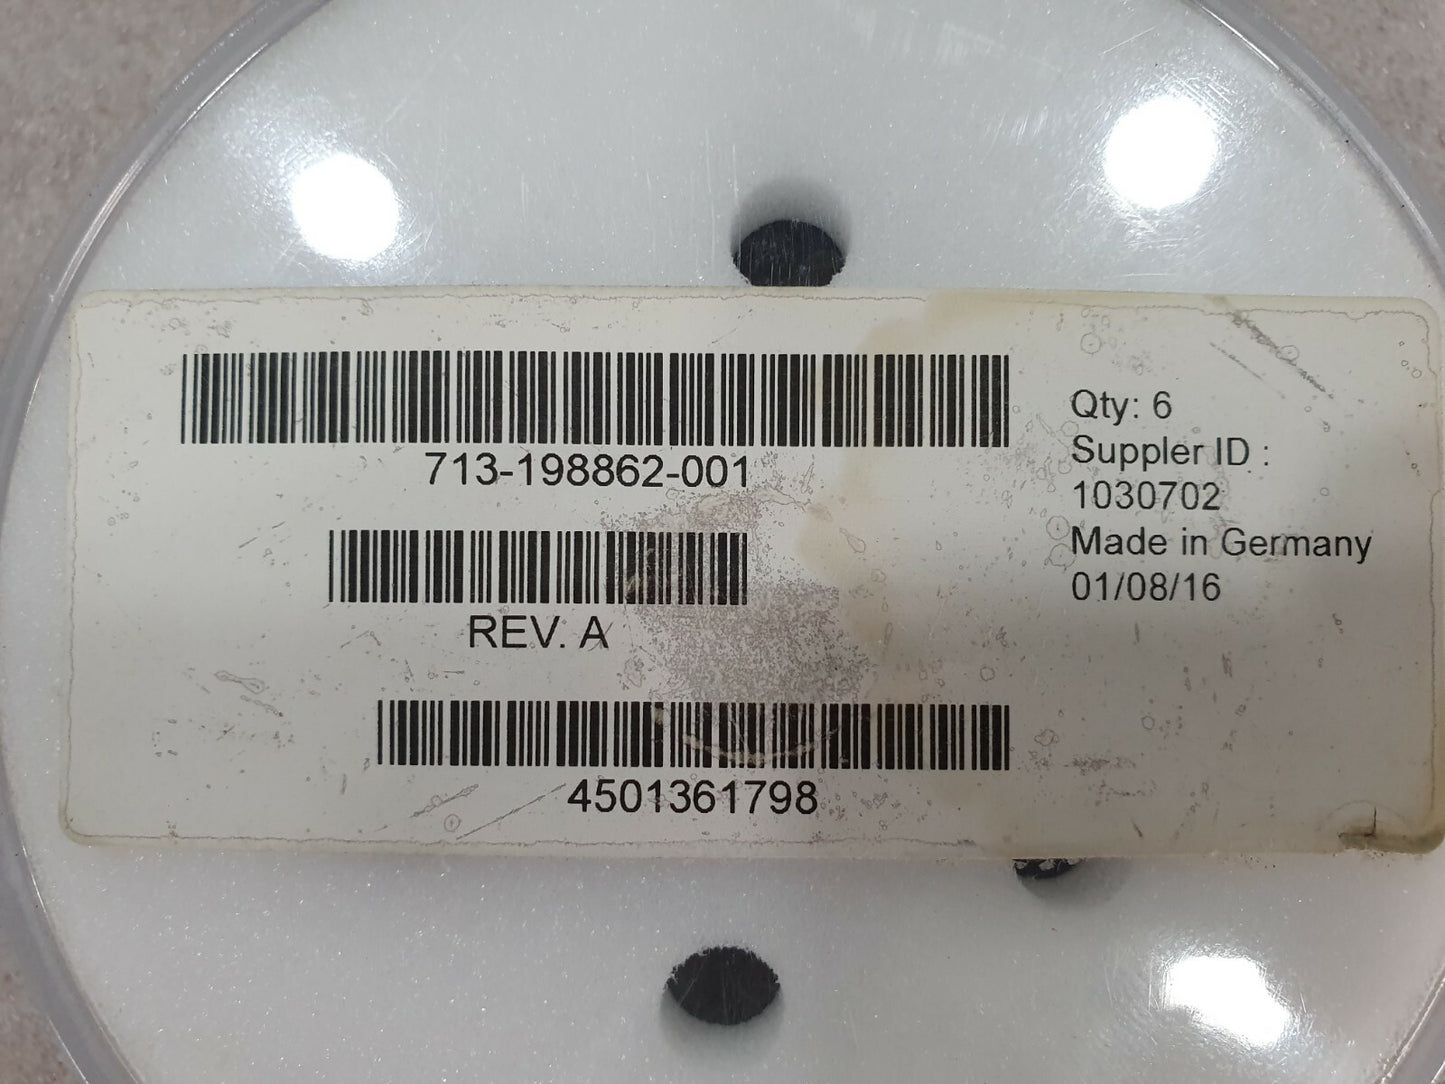 713-198862-001
REV. A
4501361798
Qty: 6
Suppler ID :
1030702
Made in Germany
01/08/16